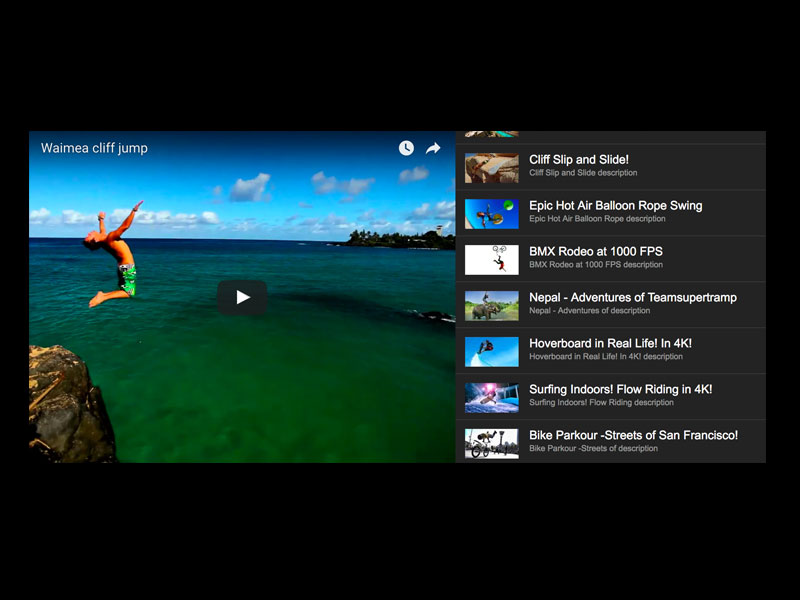 Waimea cliff jump
Cliff Slip and Slide!
Cliff Slip and Slide description
Epic Hot Air Balloon Rope Swing
Epic Hot Air Balloon Rope Swing description
BMX Rodeo at 1000 FPS
BMX Rodeo at 1000 FPS description
Nepal - Adventures of Teamsupertramp
Nepal - Adventures of description
Hoverboard in Real Life! In 4K!
Hoverboard in Real Life! In 4K! description
Surfing Indoors! Flow Riding in 4K!
Surfing Indoors! Flow Riding description
Bike Parkour -Streets of San Francisco!
Bike Parkour -Streets of description